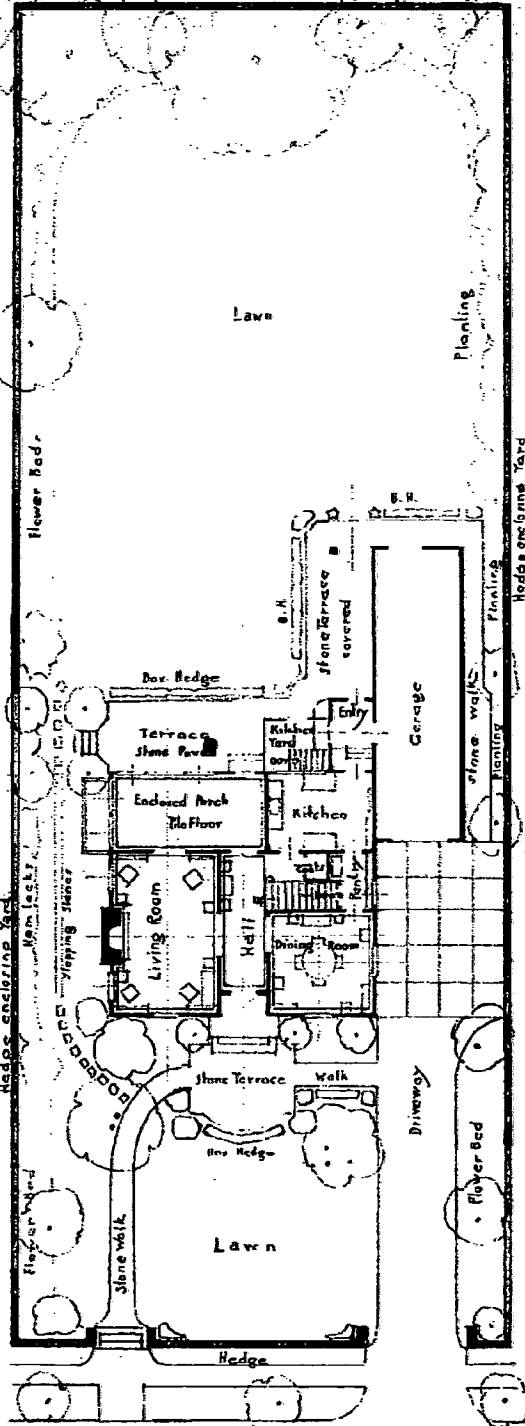 Lawn
Planting
Flower Bed
Hedge enclosing Yard
B.H.
B.H.
Stone Terrace
covered
Planting
Box Hedge
Entry
Garage
Stone Walk
Planting
Terrace
Stone Paved
Kitchen
Yard
Enclosed Porch
Tile Floor
Kitchen
Hemlocks
Stepping Stones
Hedge enclosing Yard
Living Room
Hall
Pantry
Dining Room
Stone Terrace
Walk
Driveway
Box Hedge
Flower Bed
Flower Bed
Stone Walk
Lawn
Hedge